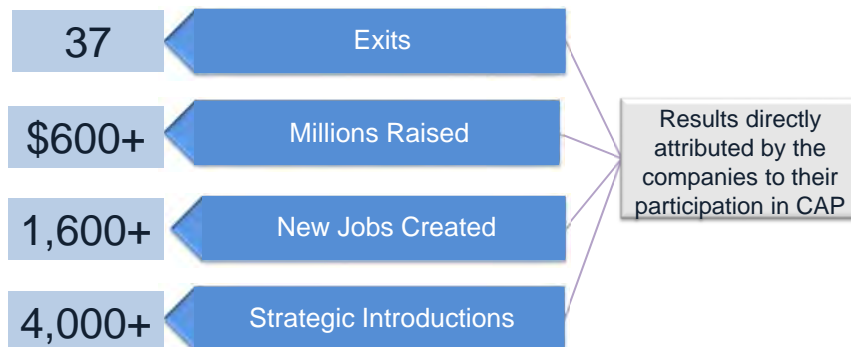 37
Exits
$600+
Millions Raised
1,600+
New Jobs Created
4,000+
Strategic Introductions
Results directly
attributed by the
companies to their
participation in CAP